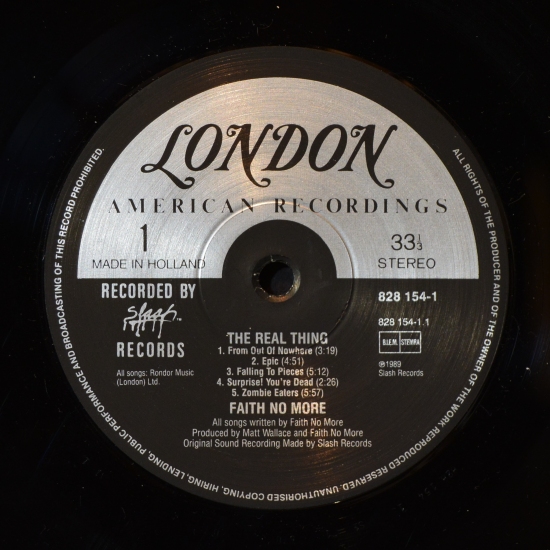 LONDON
AMERICAN RECORDINGS
1
33 1/3
MADE IN HOLLAND
STEREO
RECORDED BY
slash
RECORDS
All songs: Rondor Music
(London) Ltd.
828 154-1
828 154-1.1
B.I.E.M. STEMRA
℗1989
Slash Records
THE REAL THING
1. From Out Of Nowhere (3:19)
2. Epic (4:51)
3. Falling To Pieces (5:12)
4. Surprise! You're Dead (2:26)
5. Zombie Eaters (5:57)
FAITH NO MORE
All songs written by Faith No More
Produced by Matt Wallace and Faith No More
Original Sound Recording Made by Slash Records
ALL RIGHTS OF THE PRODUCER AND OF THE OWNER OF THE WORK REPRODUCED RESERVED. UNAUTHORISED COPYING, HIRING, LENDING, PUBLIC PERFORMANCE AND BROADCASTING OF THIS RECORD PROHIBITED.